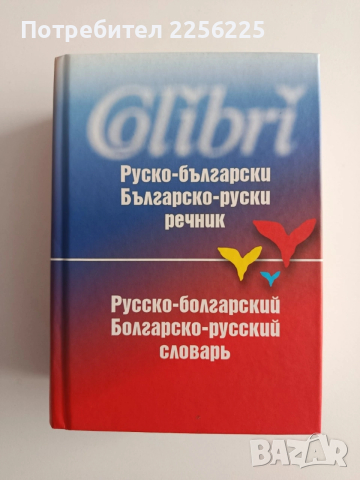 Потребител 2256225
Colibri
Руско-български
Българско-руски
речник
Русско-болгарский
Болгарско-русский
словарь
BAZAR